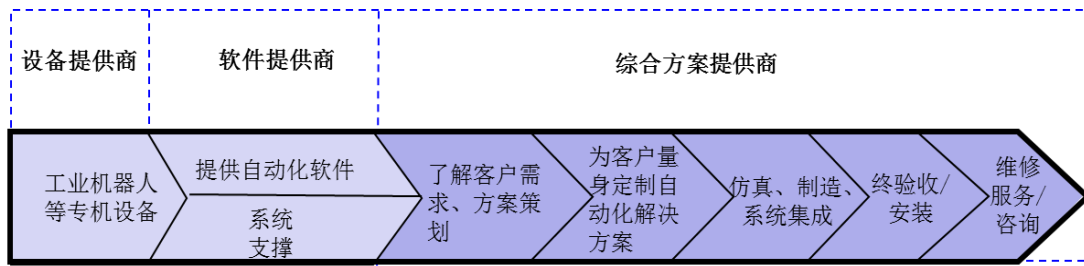 设备提供商
软件提供商
综合方案提供商
工业机器人
等专机设备
提供自动化软件
系统
支撑
了解客户需
求、方案策
划
为客户量
身定制自
动化解决
方案
仿真、制造、
系统集成
终验收/
安装
维修
服务/
咨询